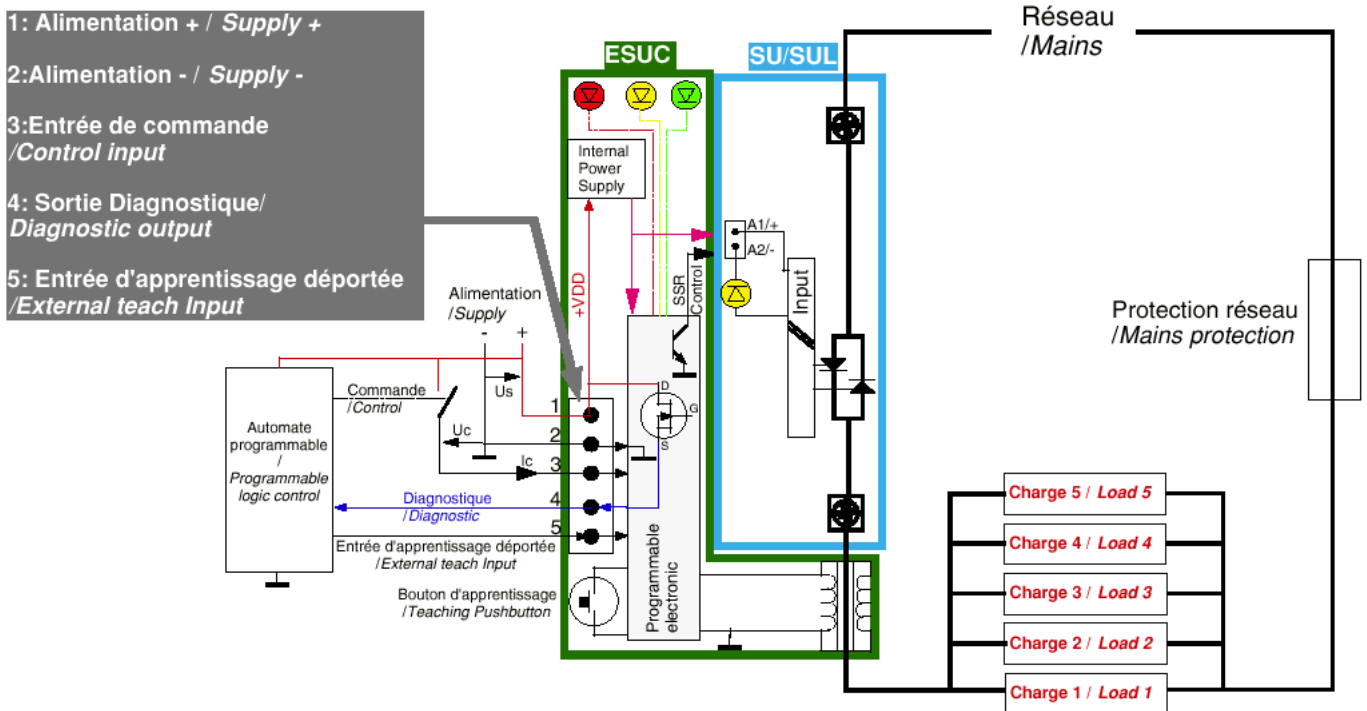 1: Alimentation + / Supply +
2:Alimentation - / Supply -
3:Entrée de commande
/Control input
4: Sortie Diagnostique/
Diagnostic output
5: Entrée d'apprentissage déportée
/External teach Input
ESUC
SU/SUL
Réseau
/Mains
Internal
Power
Supply
A1/+
A2/-
+VDD
SSR
Control
Input
Protection réseau
/Mains protection
Alimentation
/Supply
- +
Us
Commande
/Control
Uc
Ic
Automate
programmable
/
Programmable
logic control
Diagnostique
/Diagnostic
Entrée d'apprentissage déportée
/External teach Input
Bouton d'apprentissage
/Teaching Pushbutton
1
2
3
4
5
D
G
S
Programmable
electronic
Charge 5 / Load 5
Charge 4 / Load 4
Charge 3 / Load 3
Charge 2 / Load 2
Charge 1 / Load 1